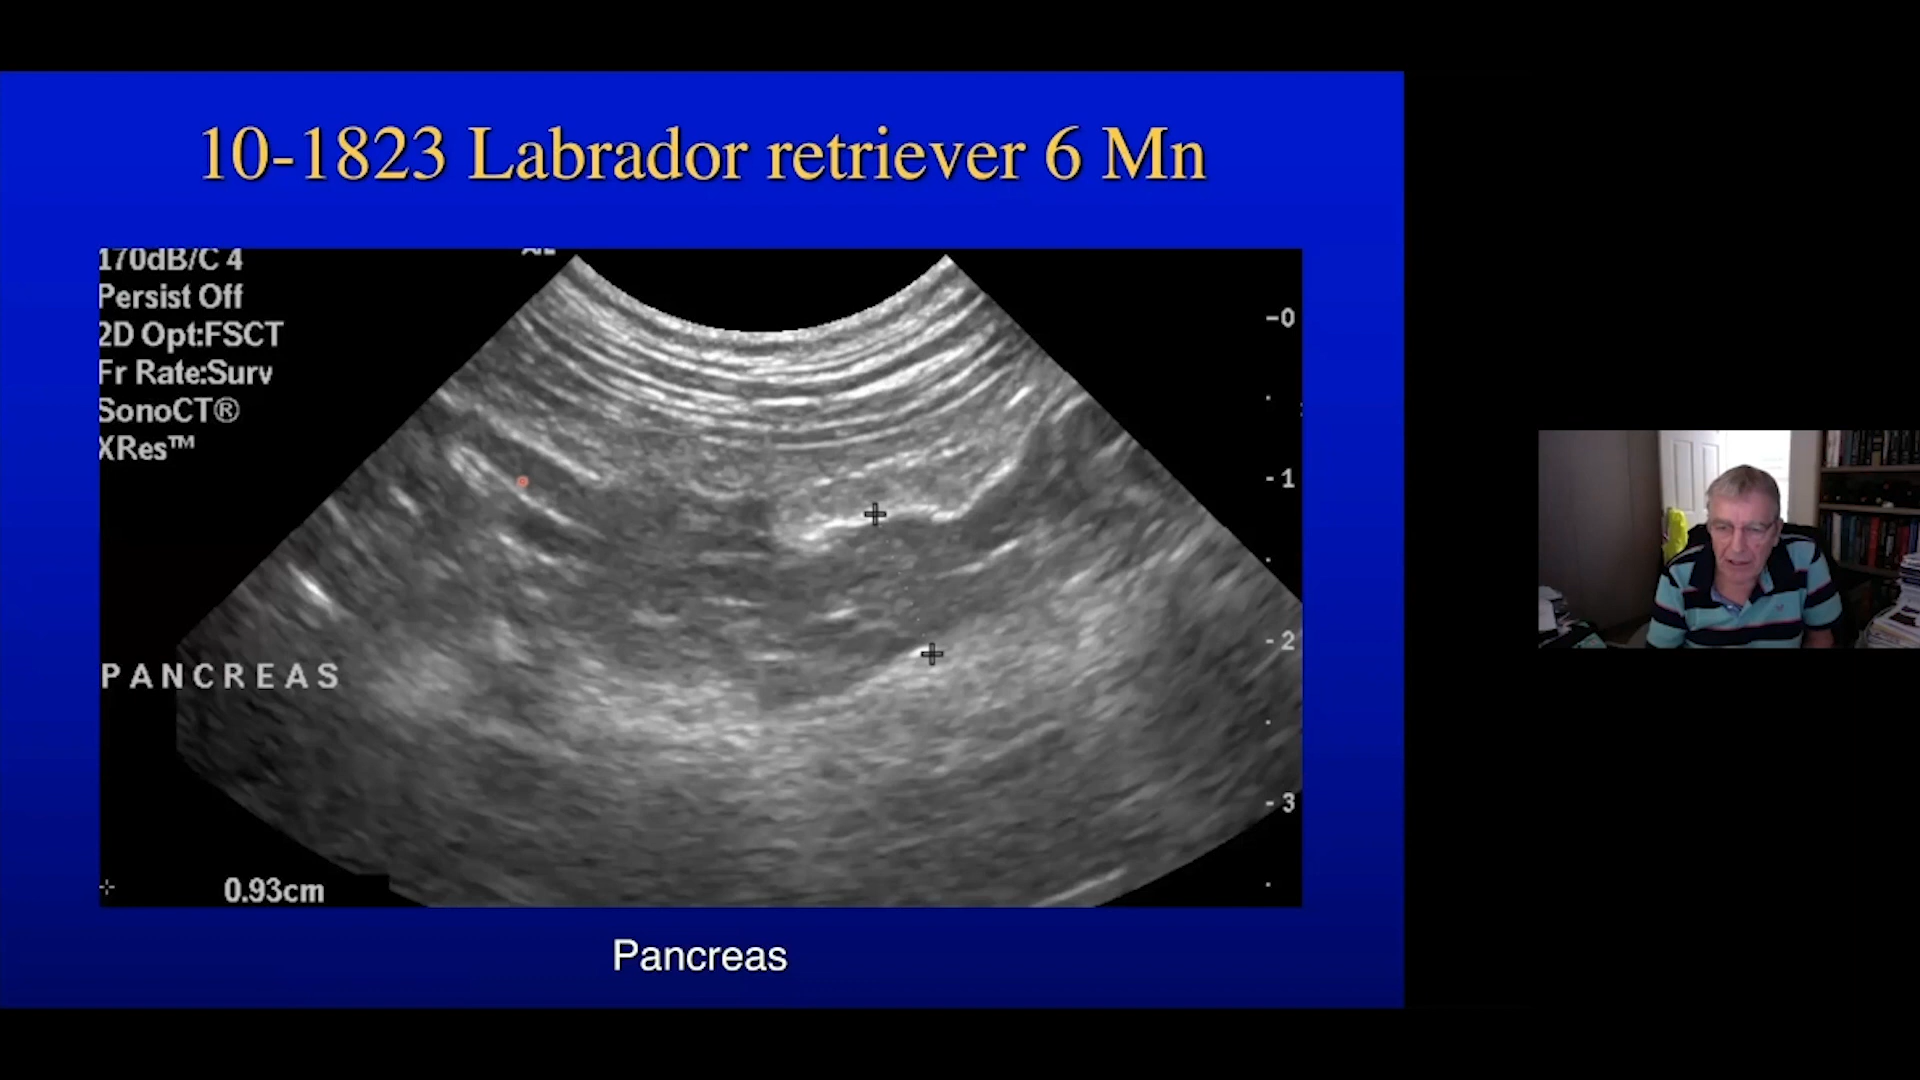 10-1823 Labrador retriever 6 Mn
170dB/C 4
Persist Off
2D Opt:FSCT
Fr Rate:Surv
SonoCT®
XRes™
-0
-1
-2
-3
PANCREAS
0.93cm
Pancreas